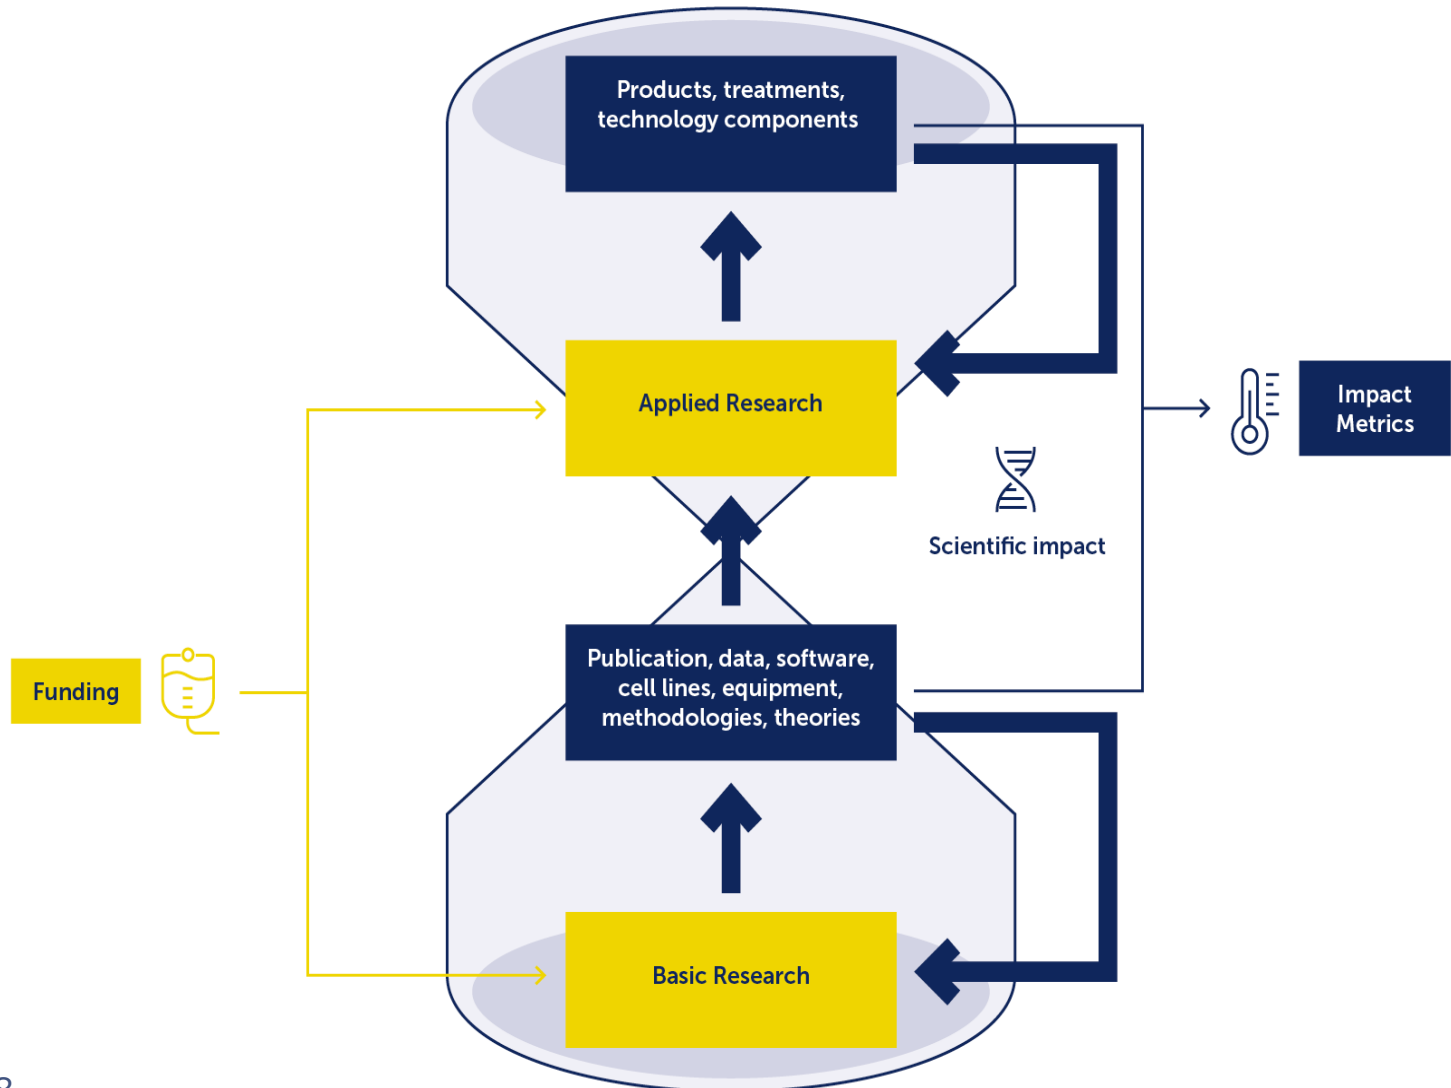 Products, treatments,
technology components
Applied Research
Impact
Metrics
Scientific impact
Publication, data, software,
cell lines, equipment,
methodologies, theories
Funding
Basic Research